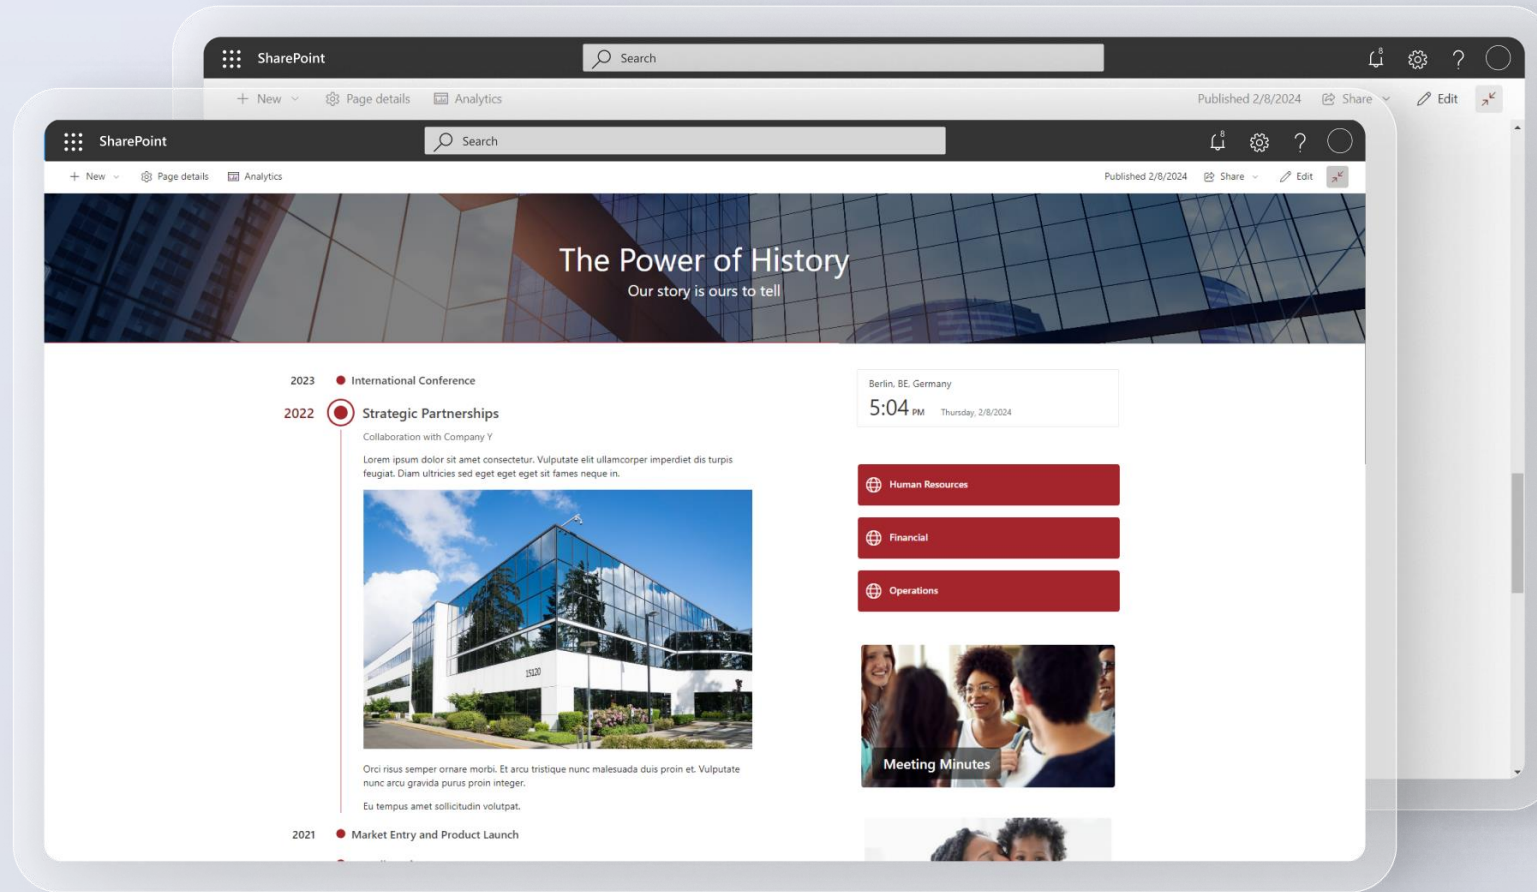 SharePoint
Search
8
New
Page details
Analytics
Published 2/8/2024
Share
Edit
SharePoint
Search
8
New
Page details
Analytics
Published 2/8/2024
Share
Edit
The Power of History
Our story is ours to tell
2023
International Conference
2022
Strategic Partnerships
Collaboration with Company Y
Lorem ipsum dolor sit amet consectetur. Vulputate elit ullamcorper imperdiet dis turpis
feugiat. Diam ultricies sed eget eget eget sit fames neque in.
15120
Orci risus semper ornare morbi. Et arcu tristique nunc malesuada duis proin et. Vulputate
nunc arcu gravida purus proin integer.
Eu tempus amet sollicitudin volutpat.
2021
Market Entry and Product Launch
Berlin, BE, Germany
5:04 PM
Thursday, 2/8/2024
Human Resources
Financial
Operations
Meeting Minutes